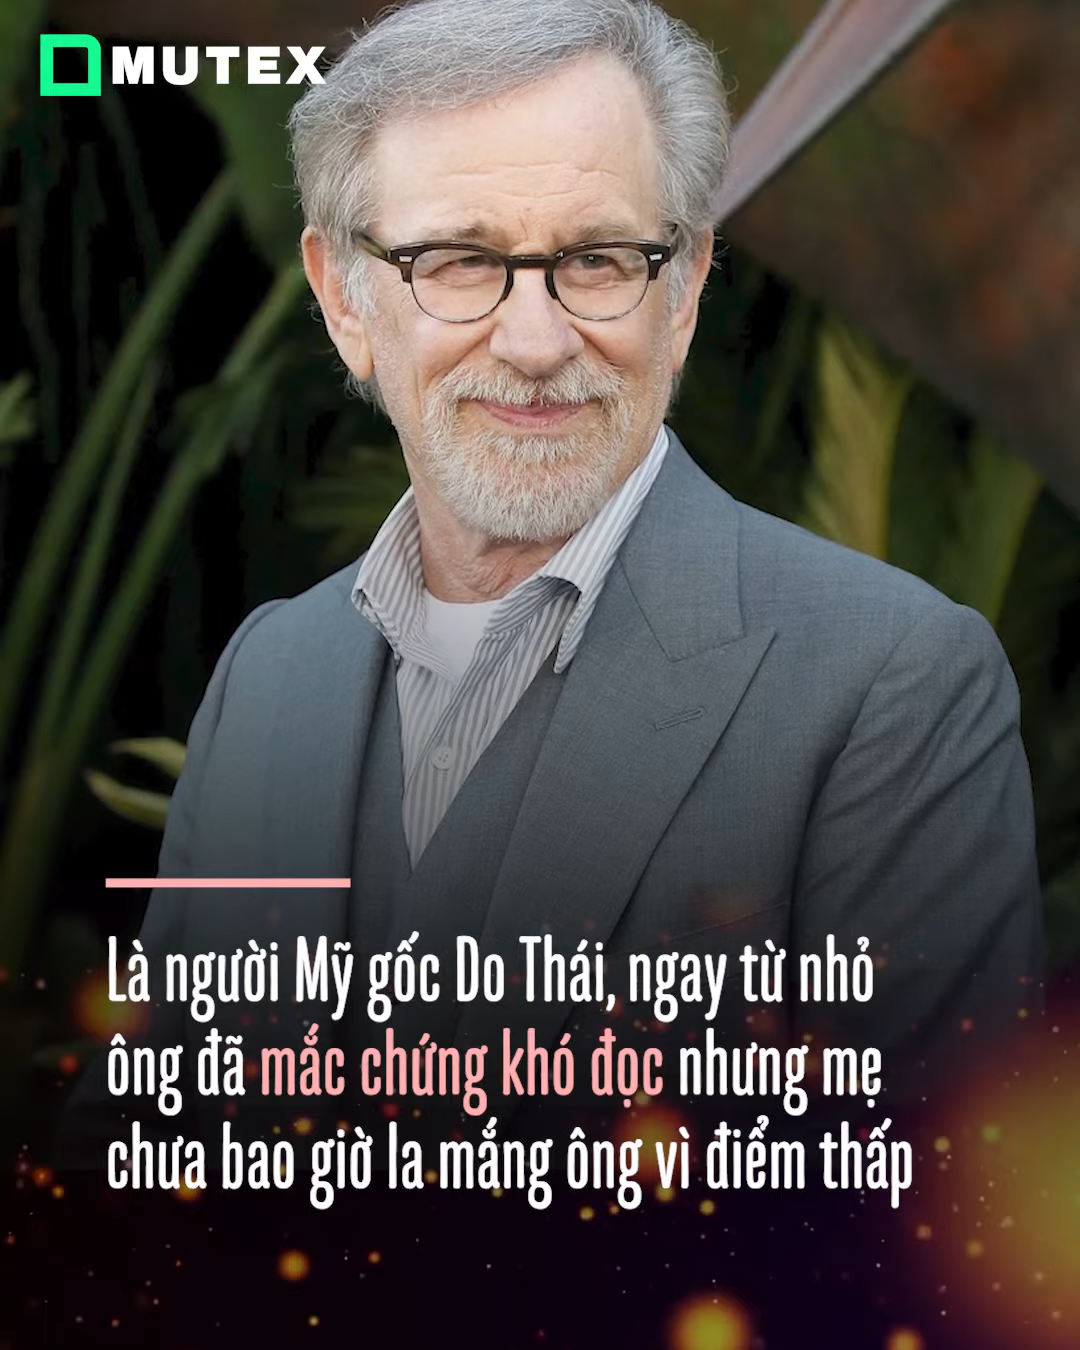 MUTEX
Là người Mỹ gốc Do Thái, ngay từ nhỏ
ông đã mắc chứng khó đọc nhưng mẹ
chưa bao giờ la mắng ông vì điểm thấp